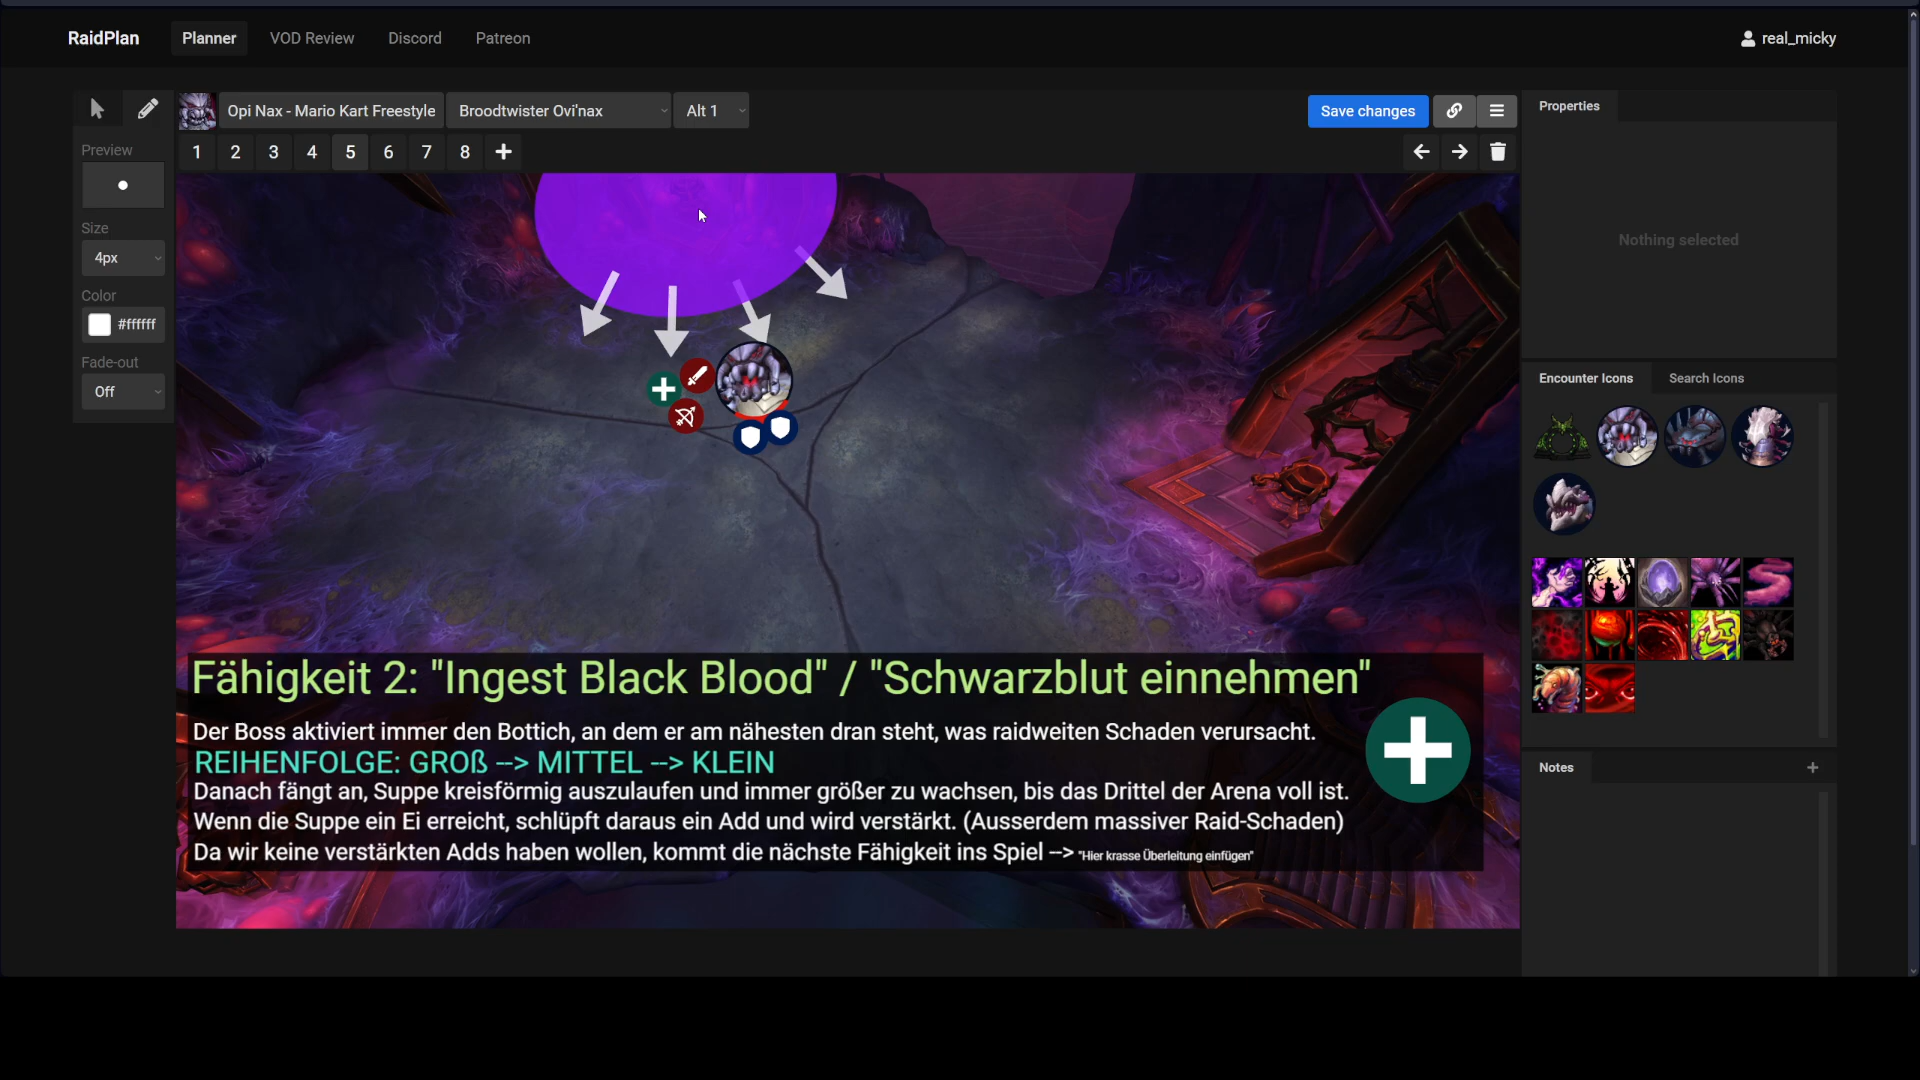 RaidPlan Planner VOD Review Discord Patreon real_micky
Opi Nax - Mario Kart Freestyle Broodtwister Ovi'nax Alt 1 Save changes
1 2 3 4 5 6 7 8
Preview
Size
4px
Color
#ffffff
Fade-out
Off
Fähigkeit 2: "Ingest Black Blood" / "Schwarzblut einnehmen"
Der Boss aktiviert immer den Bottich, an dem er am nähesten dran steht, was raidweiten Schaden verursacht.
REIHENFOLGE: GROß --> MITTEL --> KLEIN
Danach fängt an, Suppe kreisförmig auszulaufen und immer größer zu wachsen, bis das Drittel der Arena voll ist.
Wenn die Suppe ein Ei erreicht, schlüpft daraus ein Add und wird verstärkt. (Ausserdem massiver Raid-Schaden)
Da wir keine verstärkten Adds haben wollen, kommt die nächste Fähigkeit ins Spiel --> "Hier krasse Überleitung einfügen"
Properties
Nothing selected
Encounter Icons Search Icons
Notes